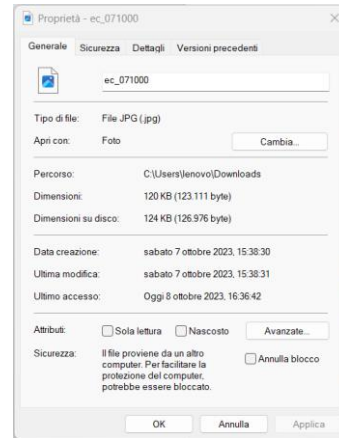 Proprietà - ec_071000
Generale Sicurezza Dettagli Versioni precedenti
ec_071000
Tipo di file: File JPG (.jpg)
Apri con: Foto Cambia...
Percorso: C:\Users\lenovo\Downloads
Dimensioni: 120 KB (123.111 byte)
Dimensioni su disco: 124 KB (126.976 byte)
Data creazione: sabato 7 ottobre 2023, 15:38:30
Ultima modifica: sabato 7 ottobre 2023, 15:38:31
Ultimo accesso: Oggi 8 ottobre 2023, 16:36:42
Attributi: Sola lettura Nascosto Avanzate...
Sicurezza: Il file proviene da un altro Annulla blocco
computer. Per facilitare la
protezione del computer,
potrebbe essere bloccato.
OK Annulla Applica